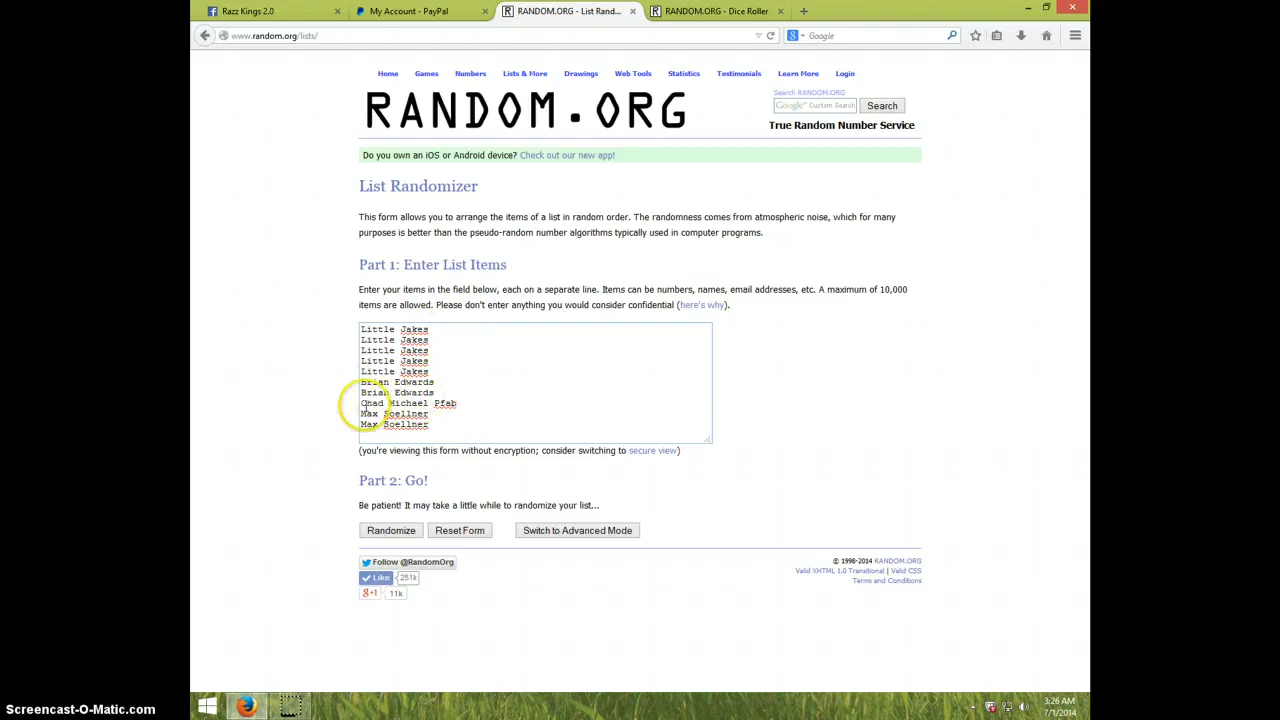 Razz Kings 2.0
My Account - PayPal
RANDOM.ORG - List Rand...
RANDOM.ORG - Dice Roller
www.random.org/lists/
Google
Home Games Numbers Lists & More Drawings Web Tools Statistics Testimonials Learn More Login
RANDOM.ORG
Search RANDOM.ORG
Google™ Custom Search
Search
True Random Number Service
Do you own an iOS or Android device? Check out our new app!
List Randomizer
This form allows you to arrange the items of a list in random order. The randomness comes from atmospheric noise, which for many
purposes is better than the pseudo-random number algorithms typically used in computer programs.
Part 1: Enter List Items
Enter your items in the field below, each on a separate line. Items can be numbers, names, email addresses, etc. A maximum of 10,000
items are allowed. Please don't enter anything you would consider confidential (here's why).
Little Jakes
Little Jakes
Little Jakes
Little Jakes
Little Jakes
Brian Edwards
Brian Edwards
Chad Michael Pfab
Max Soellner
Max Soellner
(you're viewing this form without encryption; consider switching to secure view)
Part 2: Go!
Be patient! It may take a little while to randomize your list...
Randomize
Reset Form
Switch to Advanced Mode
Follow @RandomOrg
Like 251k
g+1 11k
© 1998-2014 RANDOM.ORG
Valid XHTML 1.0 Transitional | Valid CSS
Terms and Conditions
3:26 AM
7/1/2014
Screencast-O-Matic.com